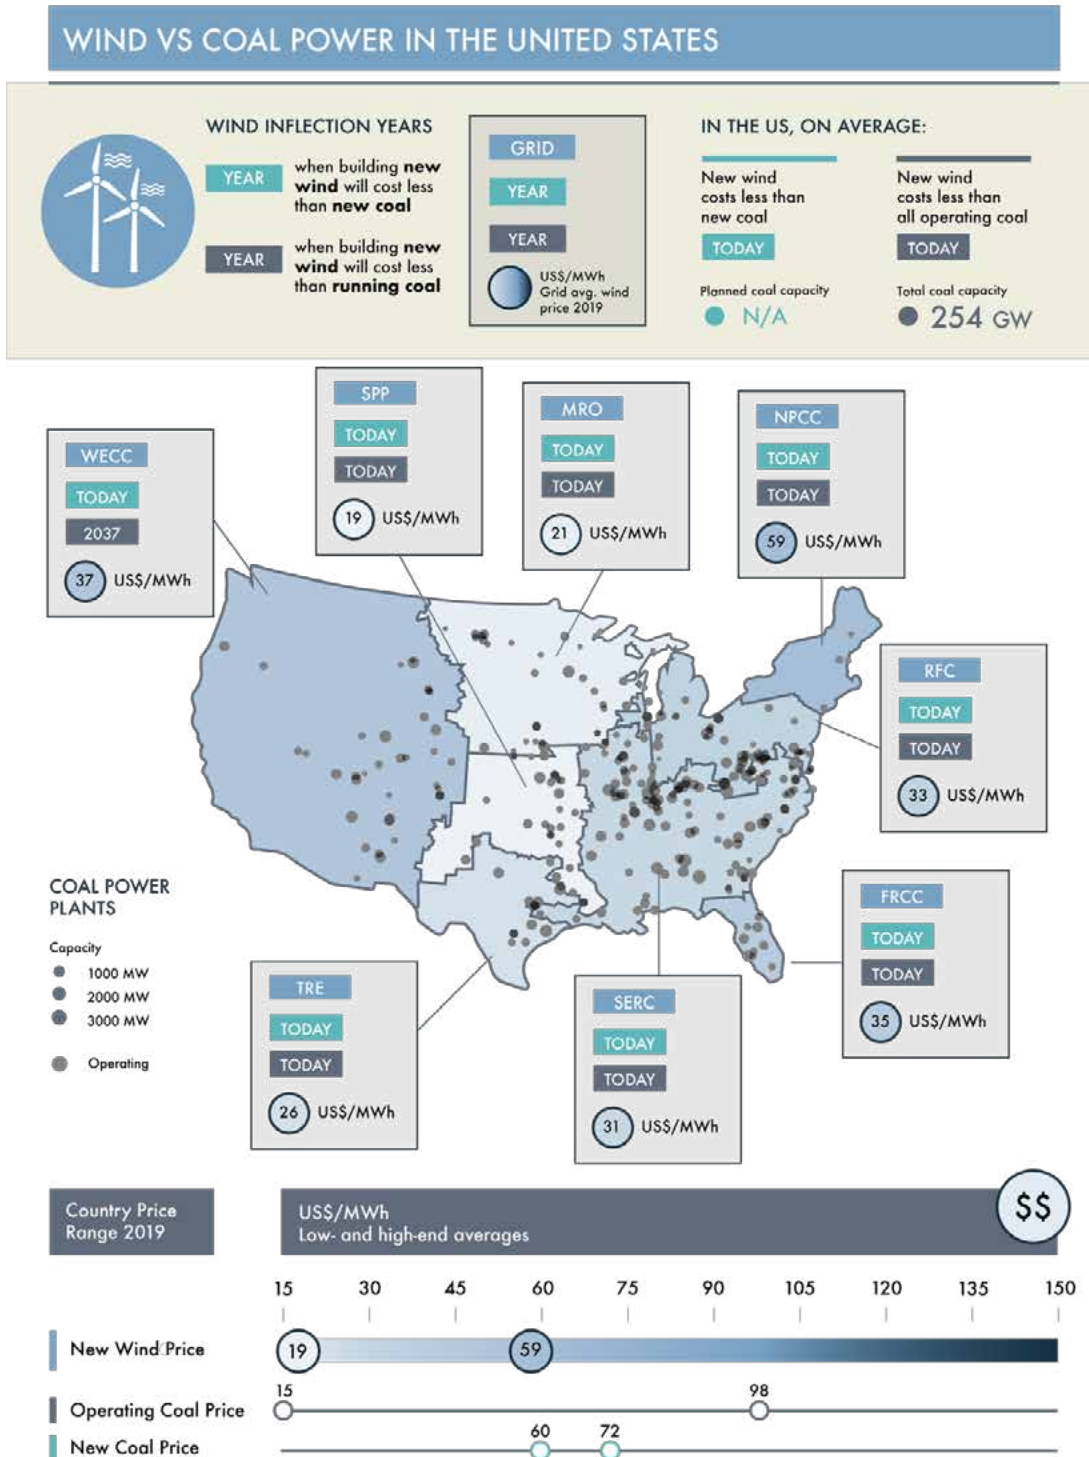 WIND VS COAL POWER IN THE UNITED STATES
WIND INFLECTION YEARS
YEAR
when building new
wind will cost less
than new coal
YEAR
when building new
wind will cost less
than running coal
GRID
YEAR
YEAR
US$/MWh
Grid avg. wind
price 2019
IN THE US, ON AVERAGE:
New wind
costs less than
new coal
TODAY
Planned coal capacity
N/A
New wind
costs less than
all operating coal
TODAY
Total coal capacity
254 GW
WECC
TODAY
2037
37 US$/MWh
SPP
TODAY
TODAY
19 US$/MWh
MRO
TODAY
TODAY
21 US$/MWh
NPCC
TODAY
TODAY
59 US$/MWh
RFC
TODAY
TODAY
33 US$/MWh
FRCC
TODAY
TODAY
35 US$/MWh
TRE
TODAY
TODAY
26 US$/MWh
SERC
TODAY
TODAY
31 US$/MWh
COAL POWER
PLANTS
Capacity
1000 MW
2000 MW
3000 MW
Operating
Country Price
Range 2019
US$/MWh
Low- and high-end averages
$$
15 30 45 60 75 90 105 120 135 150
New Wind Price
19 59
15 98
Operating Coal Price
60 72
New Coal Price